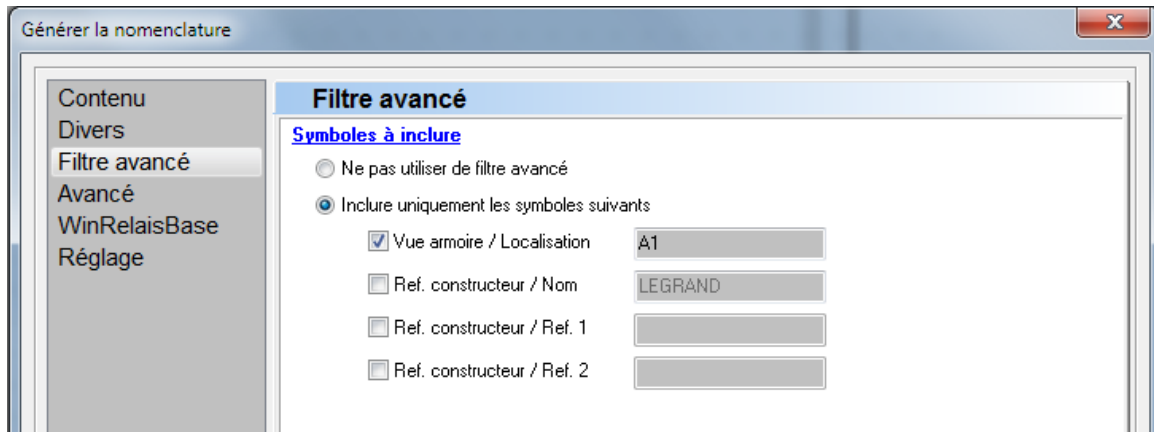 Générer la nomenclature
X
Contenu
Divers
Filtre avancé
Avancé
WinRelaisBase
Réglage
Filtre avancé
Symboles à inclure
Ne pas utiliser de filtre avancé
Inclure uniquement les symboles suivants
Vue armoire / Localisation A1
Ref. constructeur / Nom LEGRAND
Ref. constructeur / Ref. 1
Ref. constructeur / Ref. 2